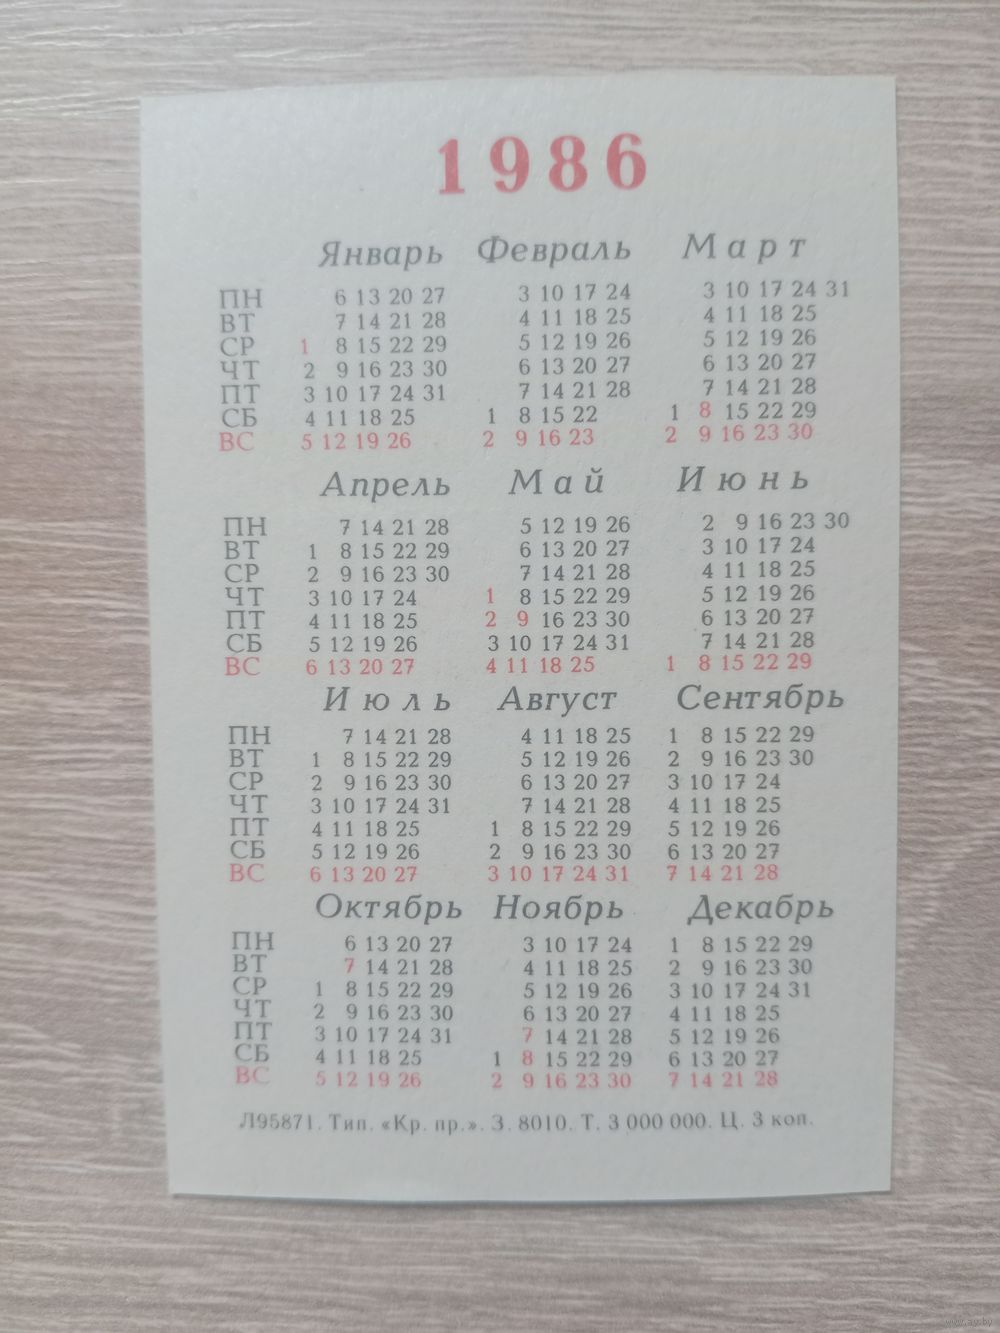 1986
Январь Февраль Март
ПН 6 13 20 27 3 10 17 24 3 10 17 24 31
ВТ 7 14 21 28 4 11 18 25 4 11 18 25
СР 1 8 15 22 29 5 12 19 26 5 12 19 26
ЧТ 2 9 16 23 30 6 13 20 27 6 13 20 27
ПТ 3 10 17 24 31 7 14 21 28 7 14 21 28
СБ 4 11 18 25 1 8 15 22 1 8 15 22 29
ВС 5 12 19 26 2 9 16 23 2 9 16 23 30
Апрель Май Июнь
ПН 7 14 21 28 5 12 19 26 2 9 16 23 30
ВТ 1 8 15 22 29 6 13 20 27 3 10 17 24
СР 2 9 16 23 30 7 14 21 28 4 11 18 25
ЧТ 3 10 17 24 1 8 15 22 29 5 12 19 26
ПТ 4 11 18 25 2 9 16 23 30 6 13 20 27
СБ 5 12 19 26 3 10 17 24 31 7 14 21 28
ВС 6 13 20 27 4 11 18 25 1 8 15 22 29
Июль Август Сентябрь
ПН 7 14 21 28 4 11 18 25 1 8 15 22 29
ВТ 1 8 15 22 29 5 12 19 26 2 9 16 23 30
СР 2 9 16 23 30 6 13 20 27 3 10 17 24
ЧТ 3 10 17 24 31 7 14 21 28 4 11 18 25
ПТ 4 11 18 25 1 8 15 22 29 5 12 19 26
СБ 5 12 19 26 2 9 16 23 30 6 13 20 27
ВС 6 13 20 27 3 10 17 24 31 7 14 21 28
Октябрь Ноябрь Декабрь
ПН 6 13 20 27 3 10 17 24 1 8 15 22 29
ВТ 7 14 21 28 4 11 18 25 2 9 16 23 30
СР 1 8 15 22 29 5 12 19 26 3 10 17 24 31
ЧТ 2 9 16 23 30 6 13 20 27 4 11 18 25
ПТ 3 10 17 24 31 7 14 21 28 5 12 19 26
СБ 4 11 18 25 1 8 15 22 29 6 13 20 27
ВС 5 12 19 26 2 9 16 23 30 7 14 21 28
Л95871. Тип. «Кр. пр.». З. 8010. Т. 3 000 000. Ц. 3 коп.
www.ay.by